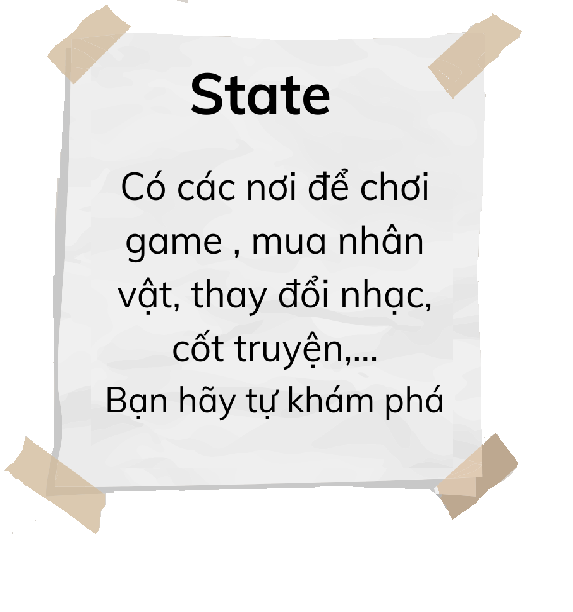 State
Có các nơi để chơi
game , mua nhân
vật, thay đổi nhạc,
cốt truyện,...
Bạn hãy tự khám phá